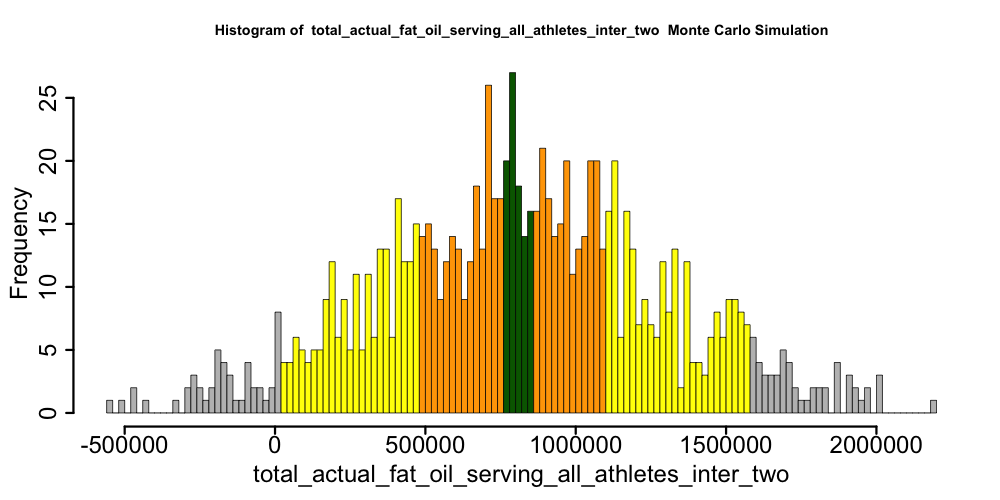 Histogram of  total_actual_fat_oil_serving_all_athletes_inter_two  Monte Carlo Simulation
Frequency
25
20
15
10
5
0
-500000 0 500000 1000000 1500000 2000000
total_actual_fat_oil_serving_all_athletes_inter_two